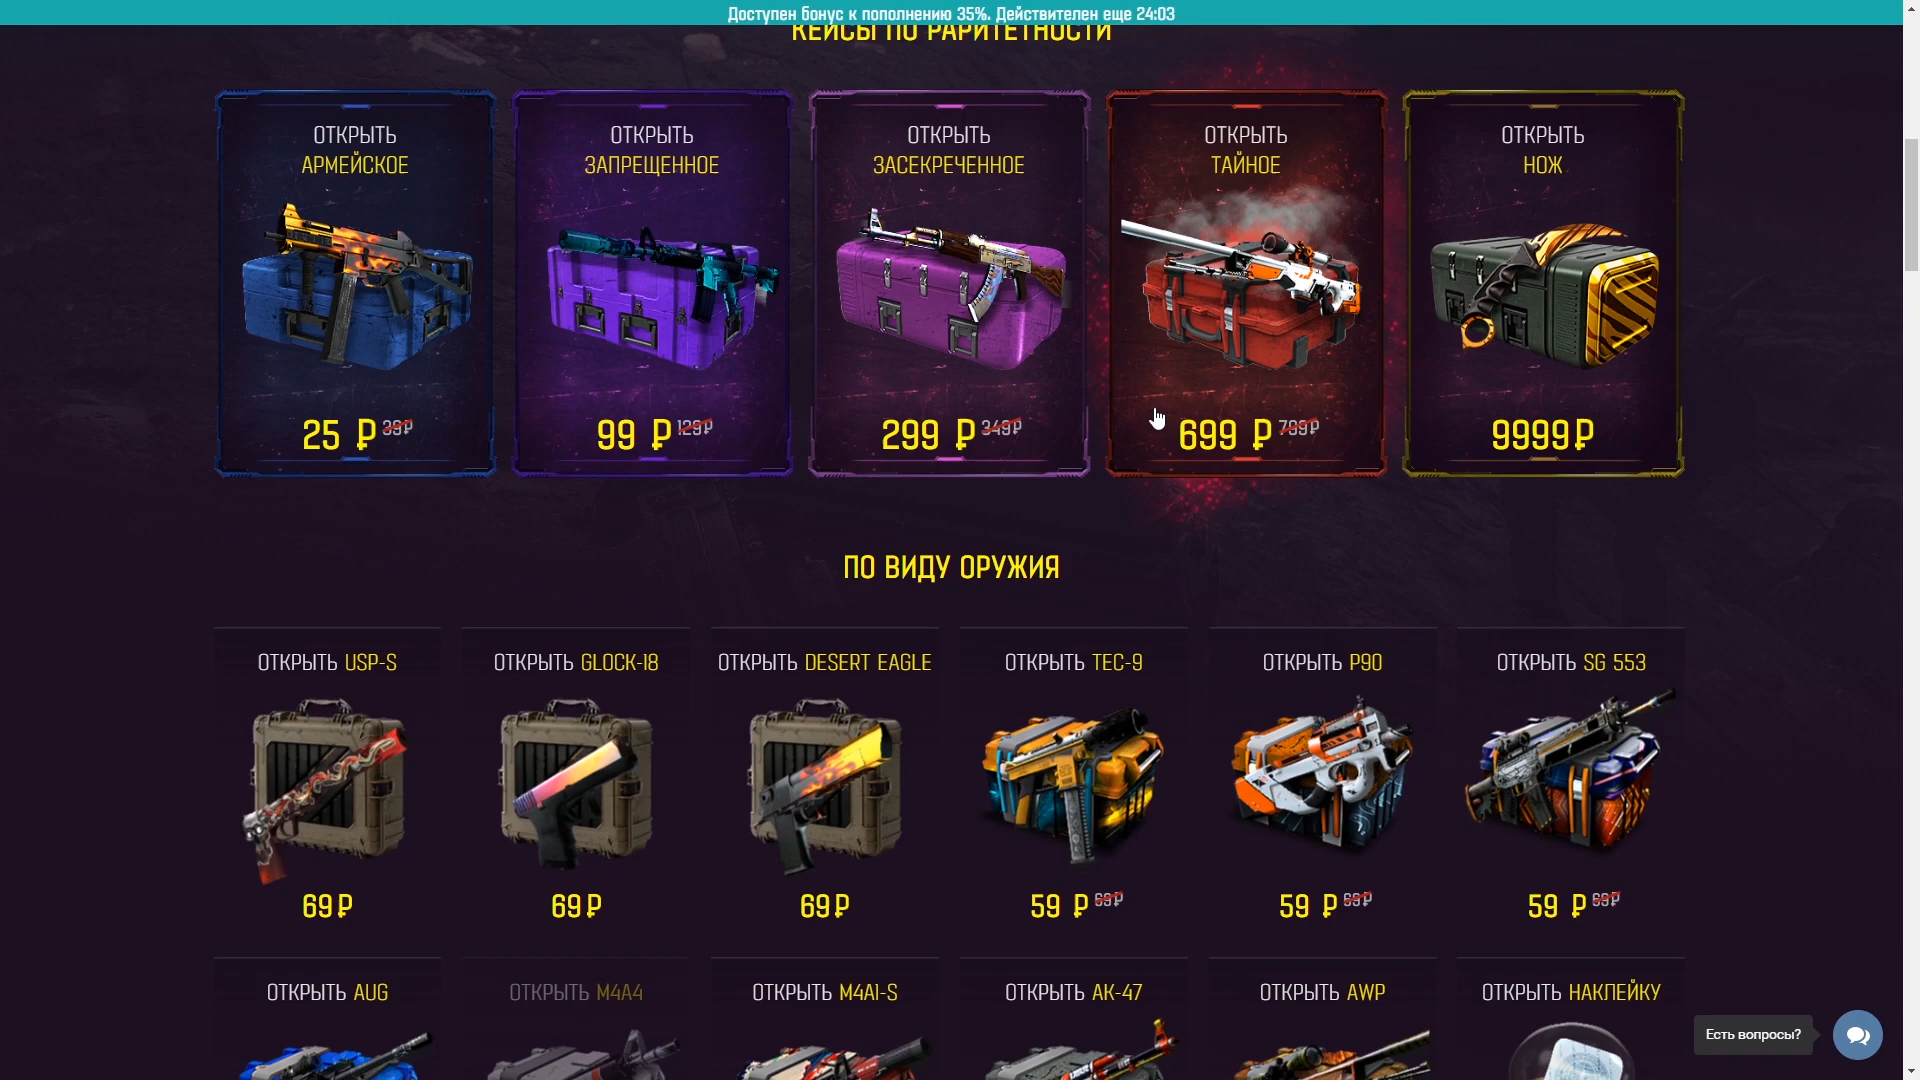 Доступен бонус к пополнению 35%. Действителен еще 24:03
КЕЙСЫ ПО РАРИТЕТНОСТИ
ОТКРЫТЬ
АРМЕЙСКОЕ
25 ₽ 39₽
ОТКРЫТЬ
ЗАПРЕЩЕННОЕ
99 ₽ 129₽
ОТКРЫТЬ
ЗАСЕКРЕЧЕННОЕ
299 ₽ 349₽
ОТКРЫТЬ
ТАЙНОЕ
699 ₽ 799₽
ОТКРЫТЬ
НОЖ
9999₽
ПО ВИДУ ОРУЖИЯ
ОТКРЫТЬ USP-S
69₽
ОТКРЫТЬ GLOCK-18
69₽
ОТКРЫТЬ DESERT EAGLE
69₽
ОТКРЫТЬ TEC-9
59 ₽ 69₽
ОТКРЫТЬ P90
59 ₽ 69₽
ОТКРЫТЬ SG 553
59 ₽ 69₽
ОТКРЫТЬ AUG
ОТКРЫТЬ M4A4
ОТКРЫТЬ M4A1-S
ОТКРЫТЬ AK-47
ОТКРЫТЬ AWP
ОТКРЫТЬ НАКЛЕЙКУ
Есть вопросы?